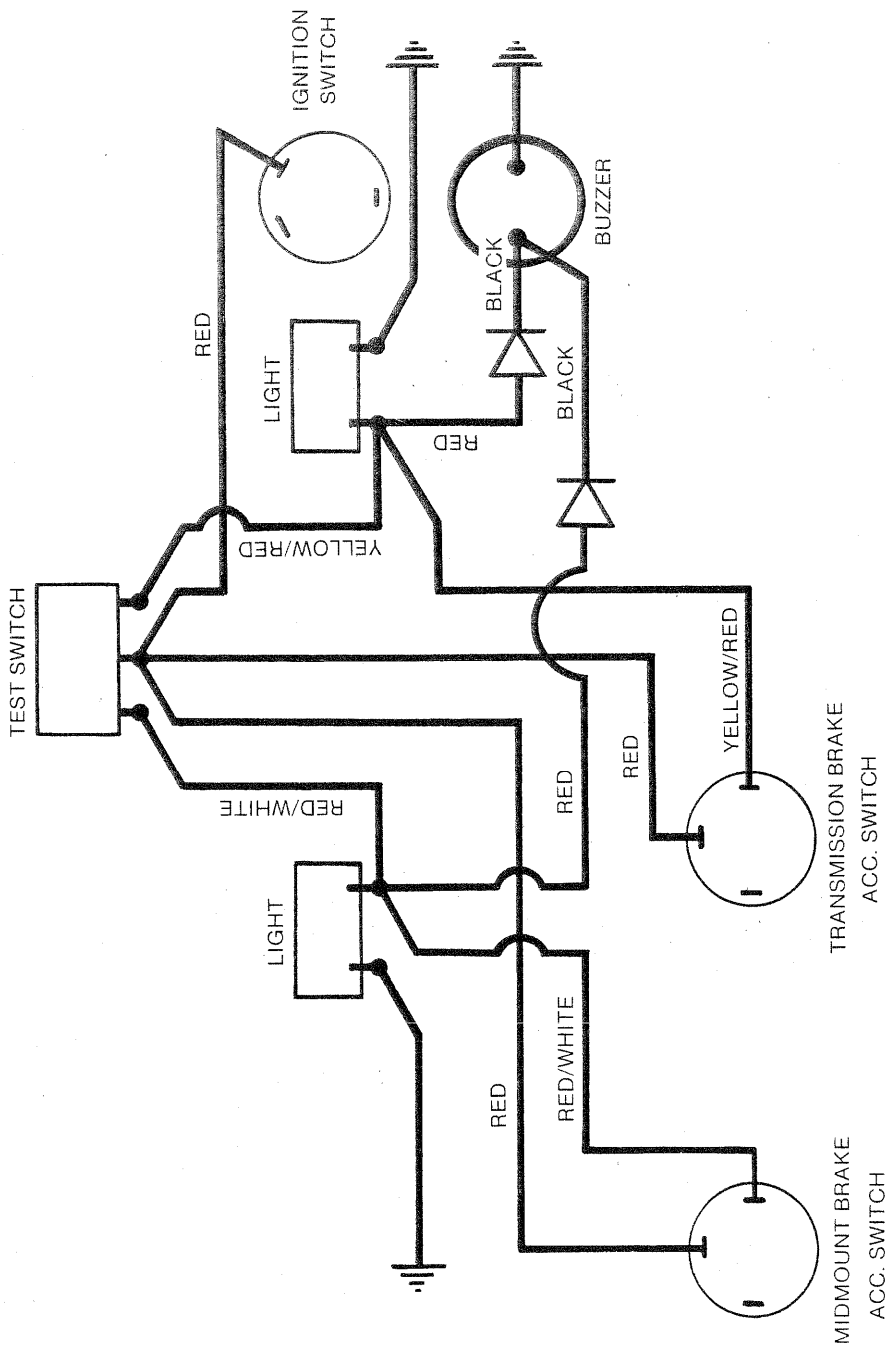 TEST SWITCH
IGNITION
SWITCH
RED
LIGHT
YELLOW/RED
RED
BLACK
BLACK
BUZZER
RED/WHITE
LIGHT
RED
RED
YELLOW/RED
RED
RED/WHITE
TRANSMISSION BRAKE
ACC. SWITCH
MIDMOUNT BRAKE
ACC. SWITCH